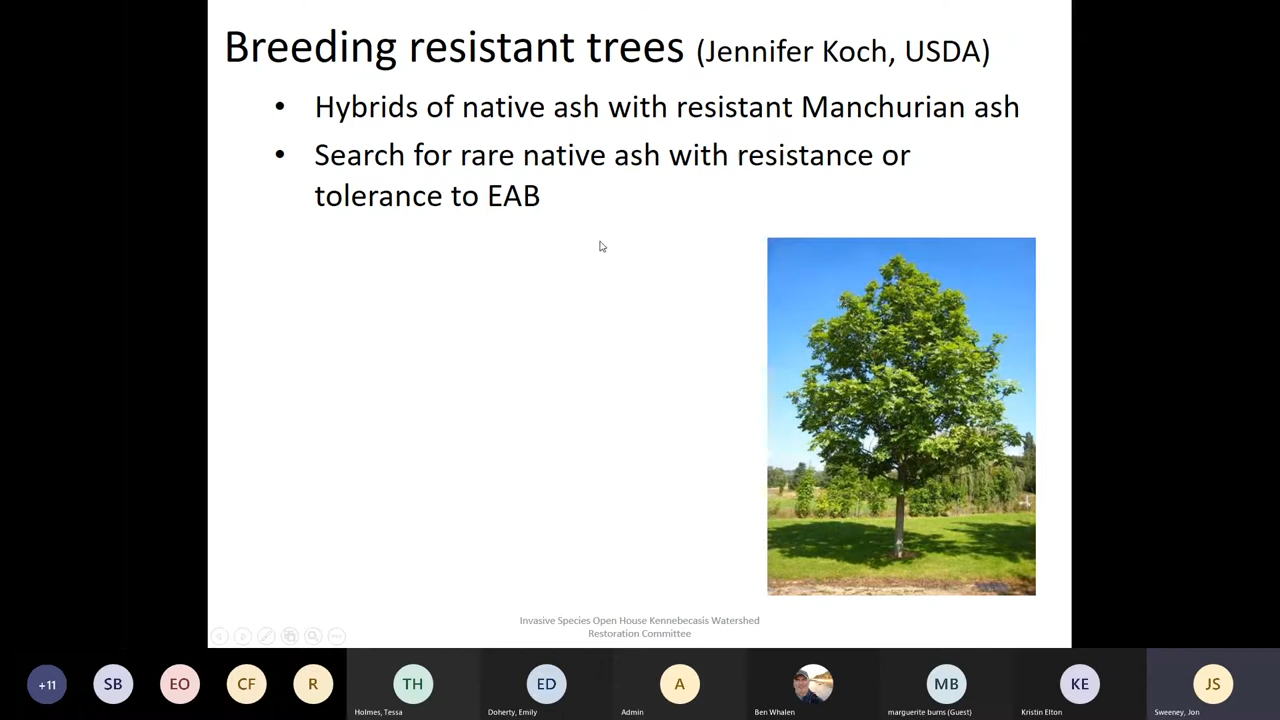 Breeding resistant trees (Jennifer Koch, USDA)
• Hybrids of native ash with resistant Manchurian ash
• Search for rare native ash with resistance or
tolerance to EAB
Invasive Species Open House Kennebecasis Watershed
Restoration Committee
+11
SB
EO
CF
R
TH
ED
A
MB
KE
JS
Holmes, Tessa
Doherty, Emily
Admin
Ben Whalen
marguerite burns (Guest)
Kristin Elton
Sweeney, Jon